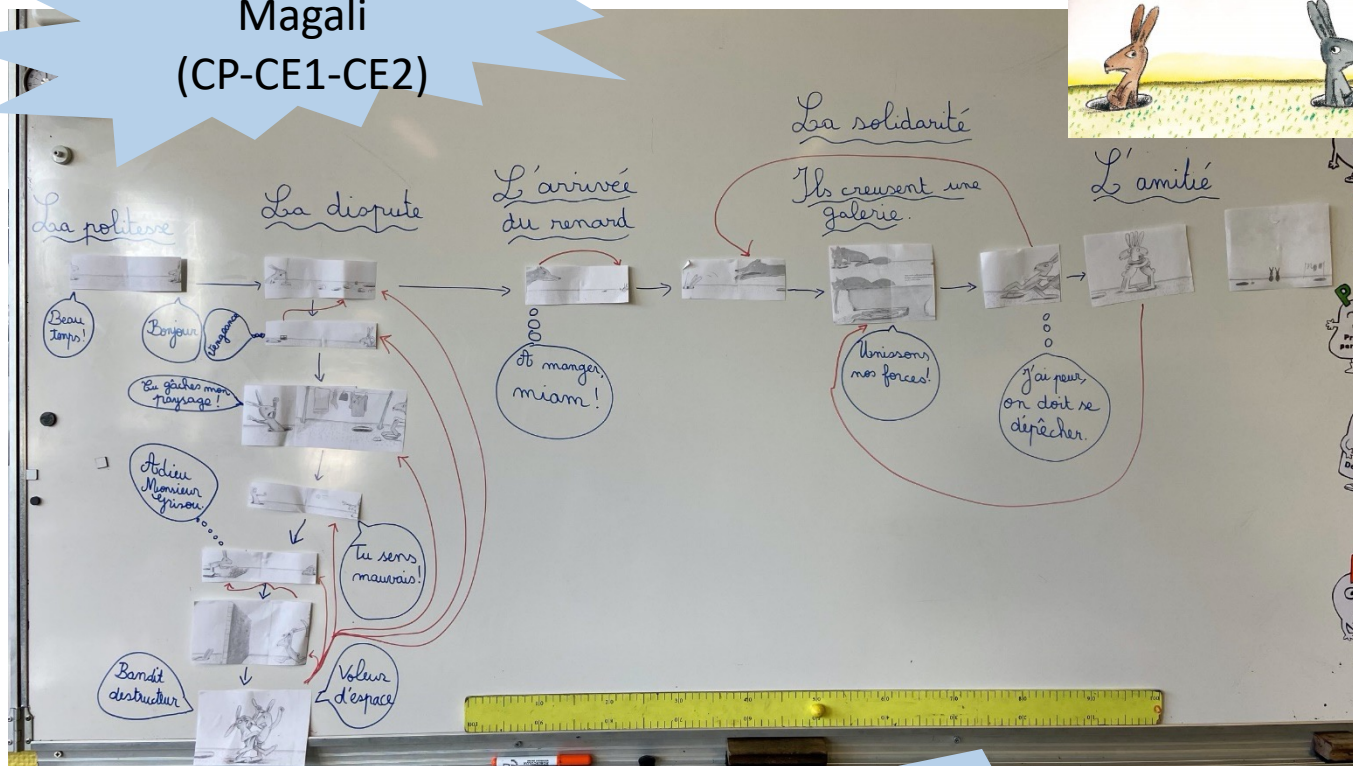 Magali
(CP-CE1-CE2)
La politesse
La dispute
L'arrivée
du renard
La solidarité
Ils creusent une
galerie.
L'amitié
Beau
temps!
Bonjour
Vengeance
Tu gâches mon
paysage!
Adieu
Monsieur
Grisou.
Tu sens
mauvais!
Bandit
destructeur
Voleur
d'espace
A manger,
miam!
Unissons
nos forces!
J'ai peur,
on doit se
dépêcher.